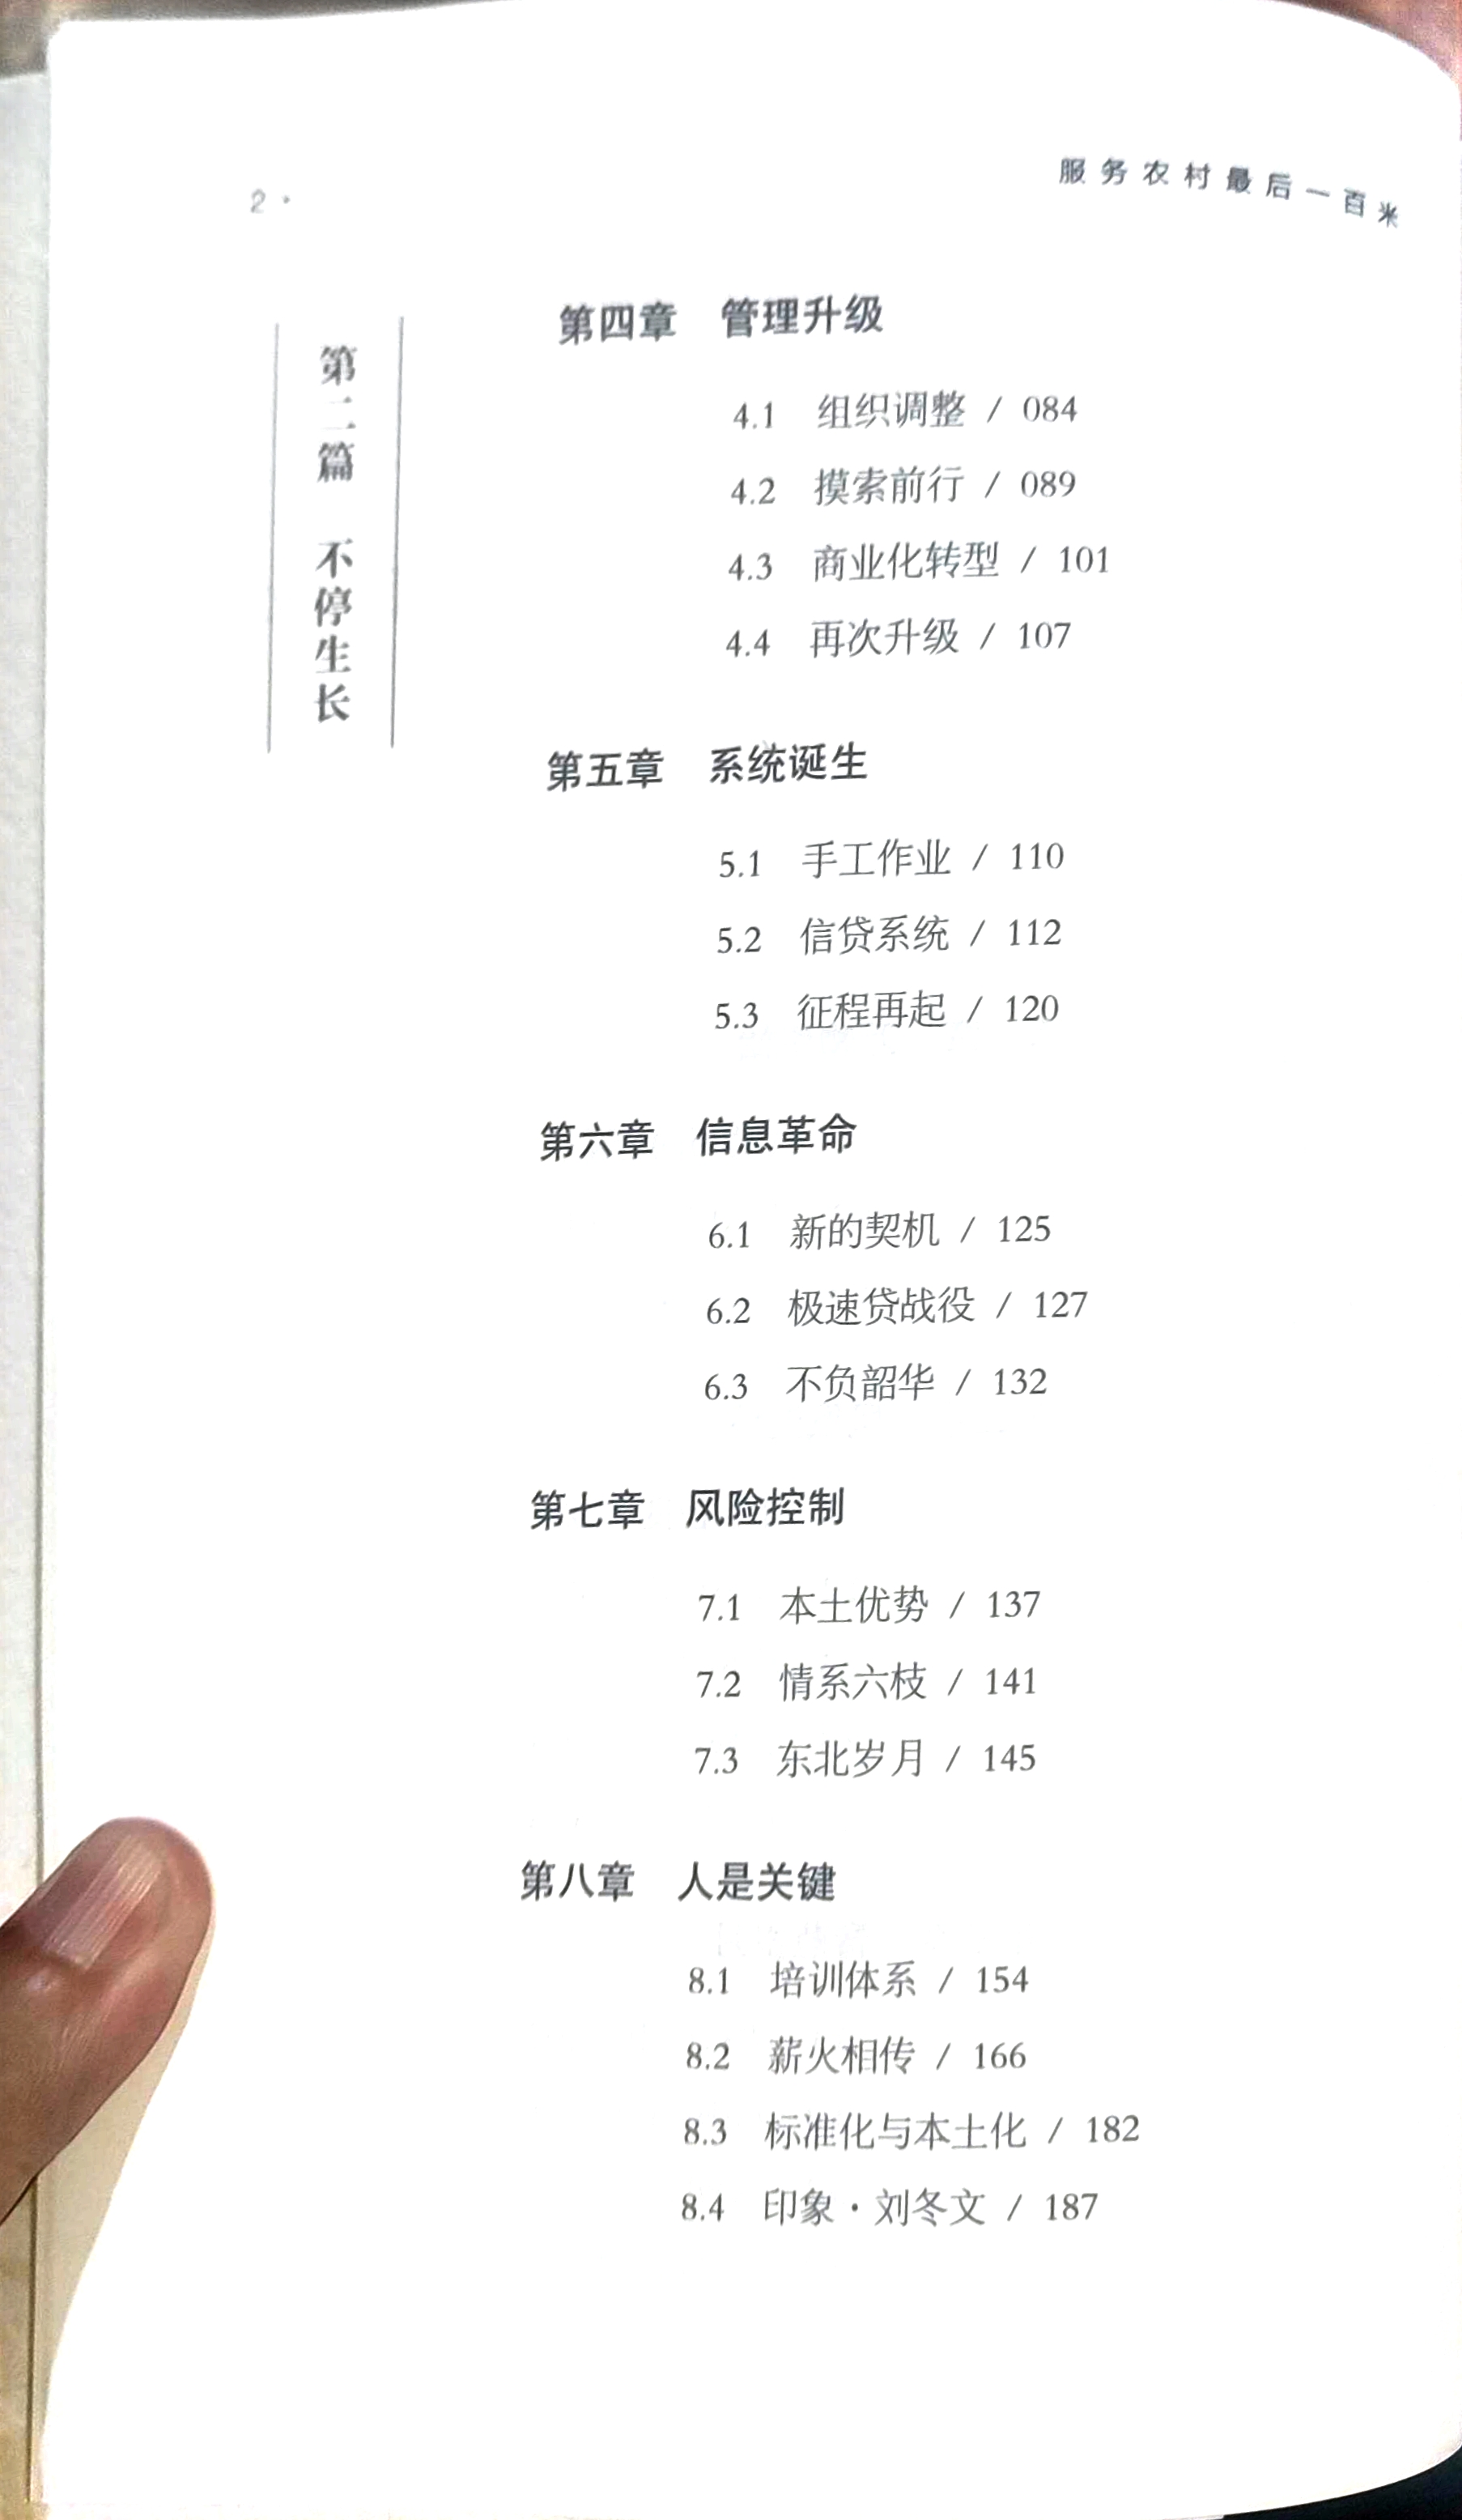 2 ·
服务农村最后一百米
第二篇 不停生长
第四章 管理升级
4.1 组织调整 / 084
4.2 摸索前行 / 089
4.3 商业化转型 / 101
4.4 再次升级 / 107
第五章 系统诞生
5.1 手工作业 / 110
5.2 信贷系统 / 112
5.3 征程再起 / 120
第六章 信息革命
6.1 新的契机 / 125
6.2 极速贷战役 / 127
6.3 不负韶华 / 132
第七章 风险控制
7.1 本土优势 / 137
7.2 情系六枝 / 141
7.3 东北岁月 / 145
第八章 人是关键
8.1 培训体系 / 154
8.2 薪火相传 / 166
8.3 标准化与本土化 / 182
8.4 印象·刘冬文 / 187